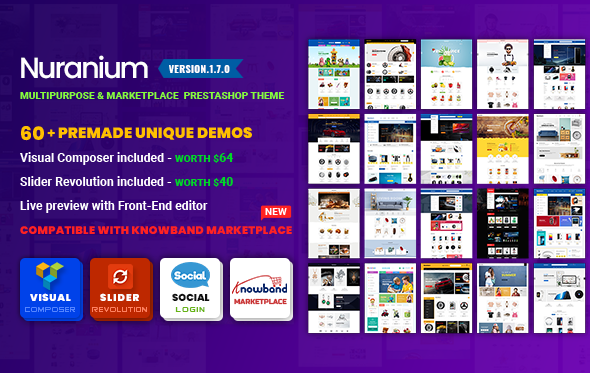 Nuranium VERSION.1.7.0
MULTIPURPOSE & MARKETPLACE PRESTASHOP THEME
60+ PREMADE UNIQUE DEMOS
Visual Composer included - WORTH $64
Slider Revolution included - WORTH $40
Live preview with Front-End editor
NEW
COMPATIBLE WITH KNOWBAND MARKETPLACE
VISUAL
COMPOSER
SLIDER
REVOLUTION
Social
SOCIAL
LOGIN
Knowband
MARKETPLACE